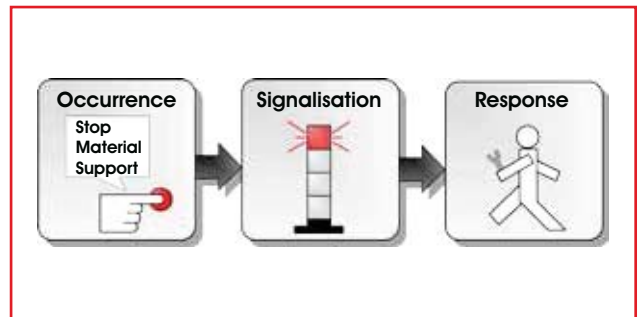 Occurrence
Stop
Material
Support
Signalisation
Response